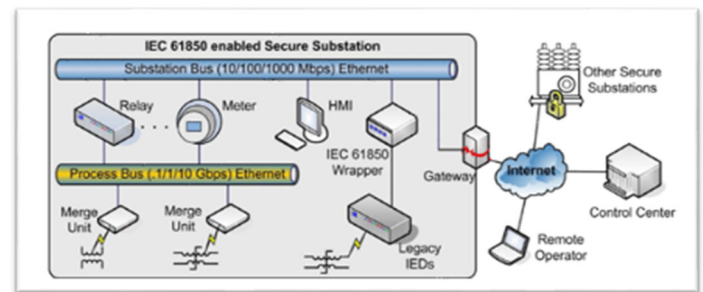 IEC 61850 enabled Secure Substation
Substation Bus (10/100/1000 Mbps) Ethernet
Relay
Meter
HMI
IEC 61850
Wrapper
Gateway
Other Secure
Substations
Internet
Control Center
Remote
Operator
Process Bus (.1/1/10 Gbps) Ethernet
Merge
Unit
Merge
Unit
Legacy
IEDs